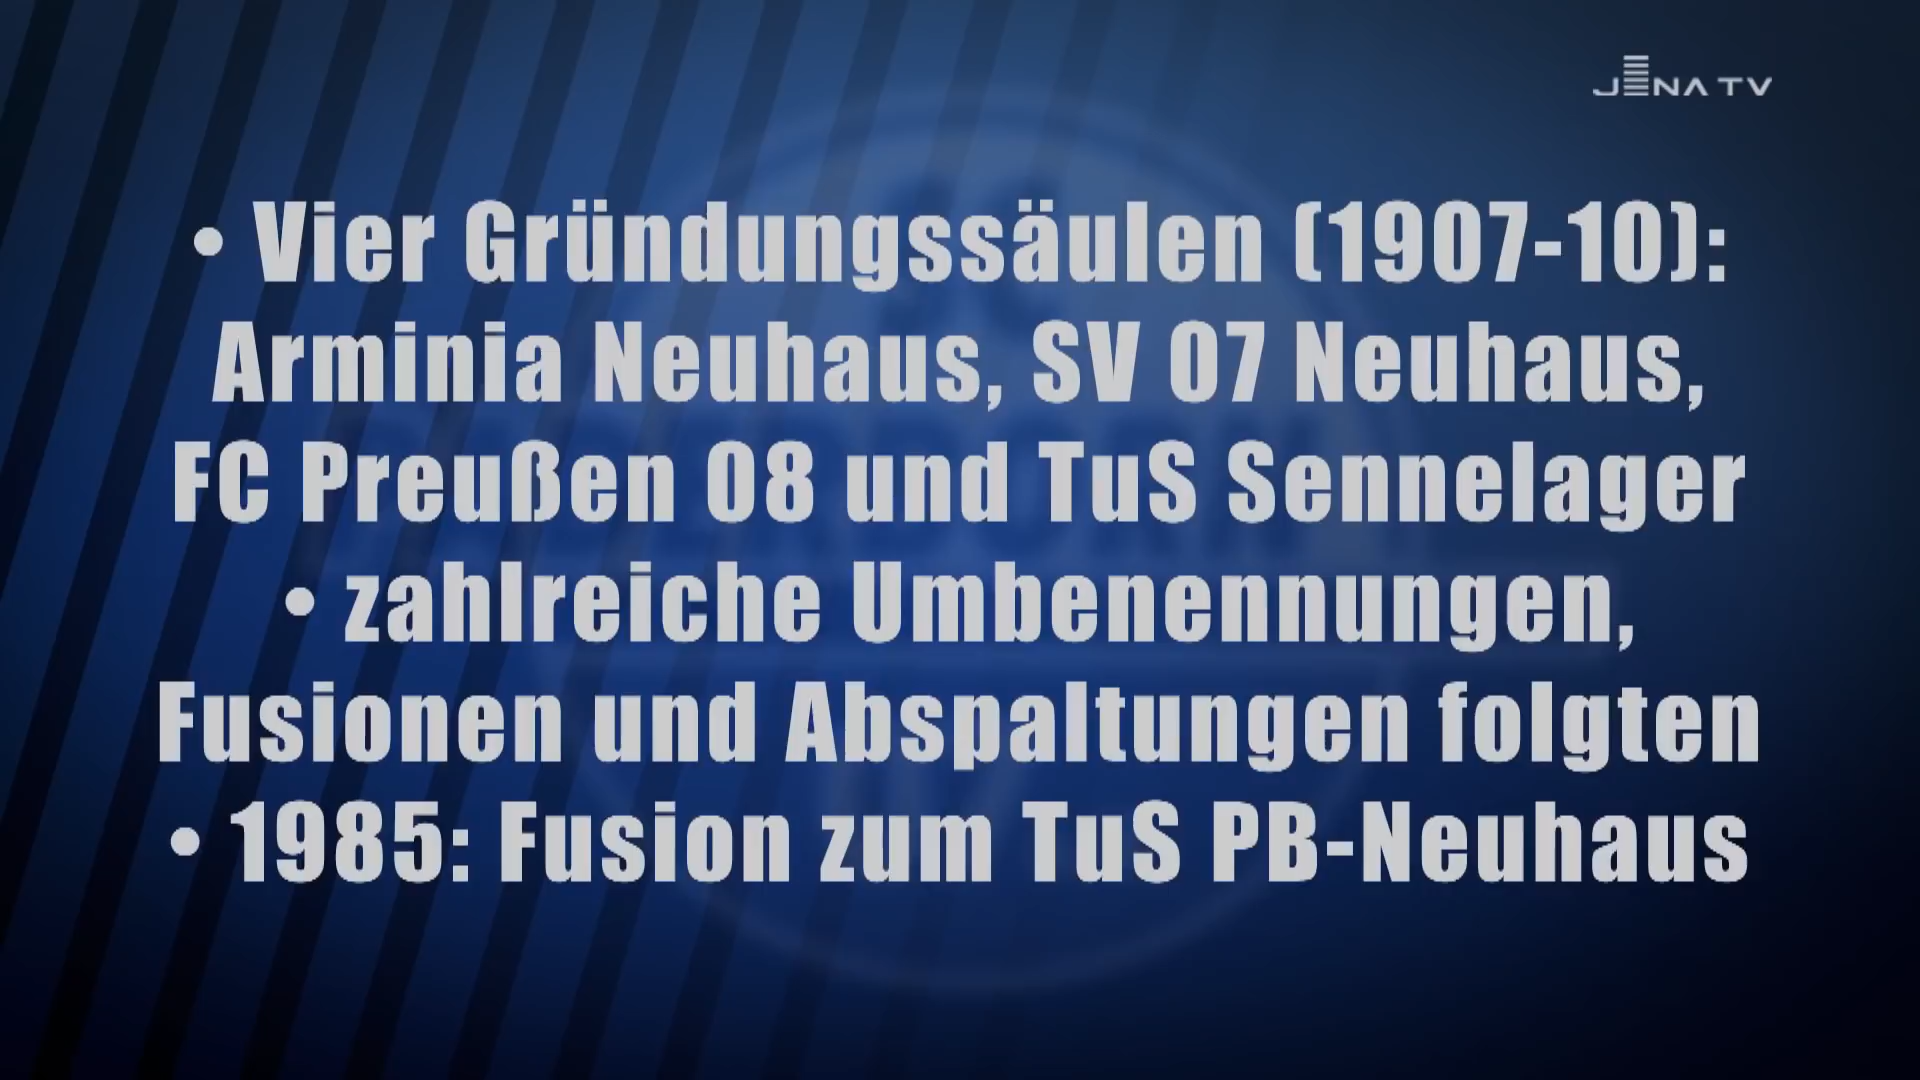 JENA TV
• Vier Gründungssäulen (1907-10):
Arminia Neuhaus, SV 07 Neuhaus,
FC Preußen 08 und TuS Sennelager
• zahlreiche Umbenennungen,
Fusionen und Abspaltungen folgten
• 1985: Fusion zum TuS PB-Neuhaus